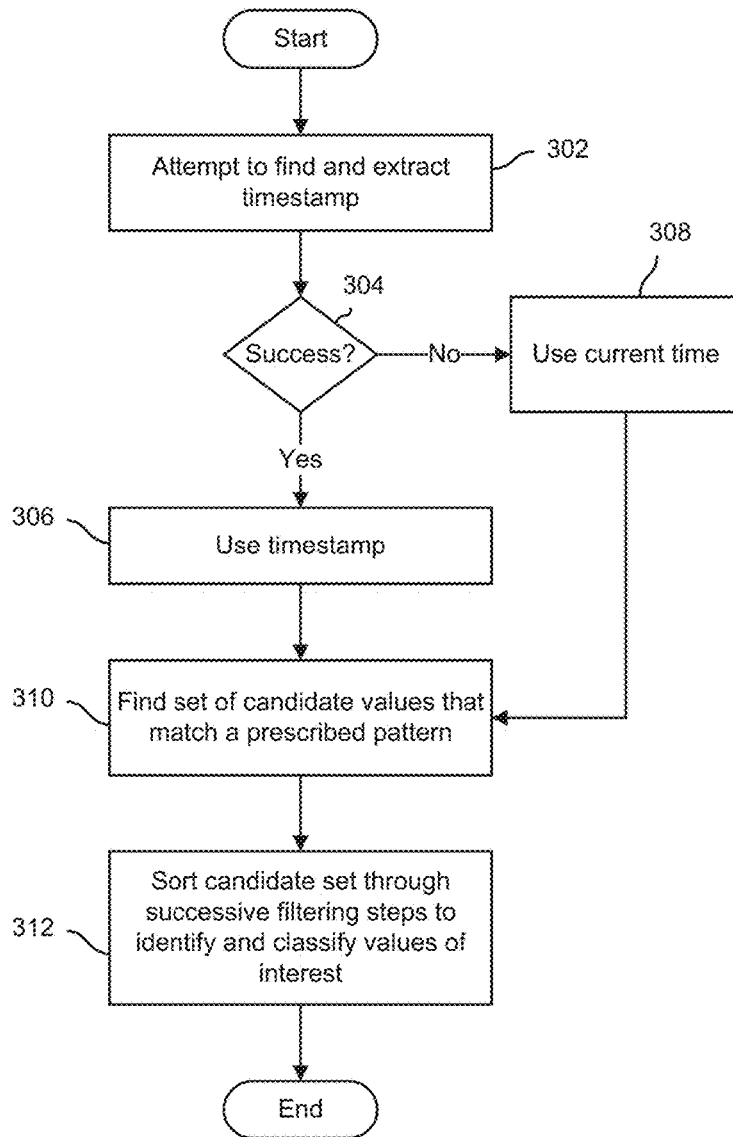 Start
Attempt to find and extract
timestamp
302
304
308
Success?
No
Use current time
Yes
306
Use timestamp
310
Find set of candidate values that
match a prescribed pattern
312
Sort candidate set through
successive filtering steps to
identify and classify values of
interest
End